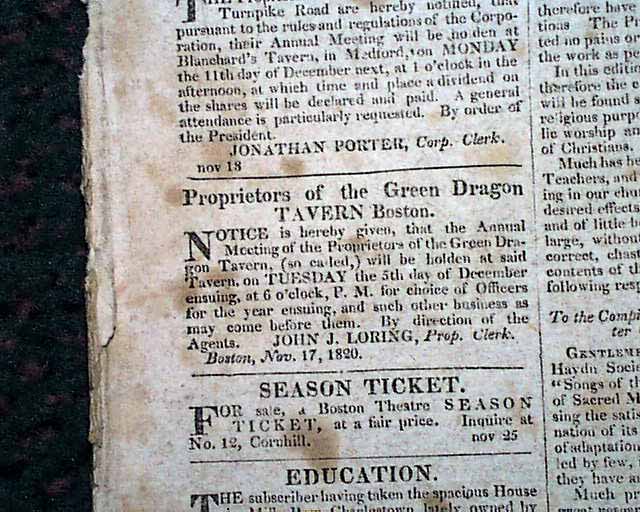 THE
Turnpike Road are hereby notified, that
pursuant to the rules and regulations of the Corpo-
ration, their Annual Meeting will be holden at
Blanchard's Tavern, in Medford, on MONDAY
the 11th day of December next, at 1 o'clock in the
afternoon, at which time and place a dividend on
the shares will be declared and paid. A general
attendance is particularly requested. By order of
the President.
JONATHAN PORTER, Corp. Clerk.
nov 18
Proprietors of the Green Dragon
TAVERN Boston.
NOTICE is hereby given, that the Annual
Meeting of the Proprietors of the Green Dra-
gon Tavern, (so called,) will be holden at said
Tavern, on TUESDAY the 5th day of December
ensuing, at 6 o'clock, P. M. for choice of Officers
for the year ensuing, and such other business as
may come before them. By direction of the
Agents. JOHN J. LORING, Prop. Clerk.
Boston, Nov. 17, 1820.
SEASON TICKET.
FOR sale, a Boston Theatre SEASON
TICKET, at a fair price. Inquire at
No. 12, Cornhill. nov 25
EDUCATION.
THE subscriber having taken the spacious House
Charlestown lately owned by
therefore have
tions The P
ted no pains o
the work as pe
In this editio
therefore the e
will be found
religious purp
lic worship an
of Christians.
Much has b
Teachers, and
ing in our chu
desired effects
and of little b
large, without
correct, chast
contents of th
following resp
To the Compi
ter
GENTLEME
Haydn Socie
"Songs of t
of Sacred M
sing the satis
nation of its
of adaptation
led by few,
they have a
Much pr